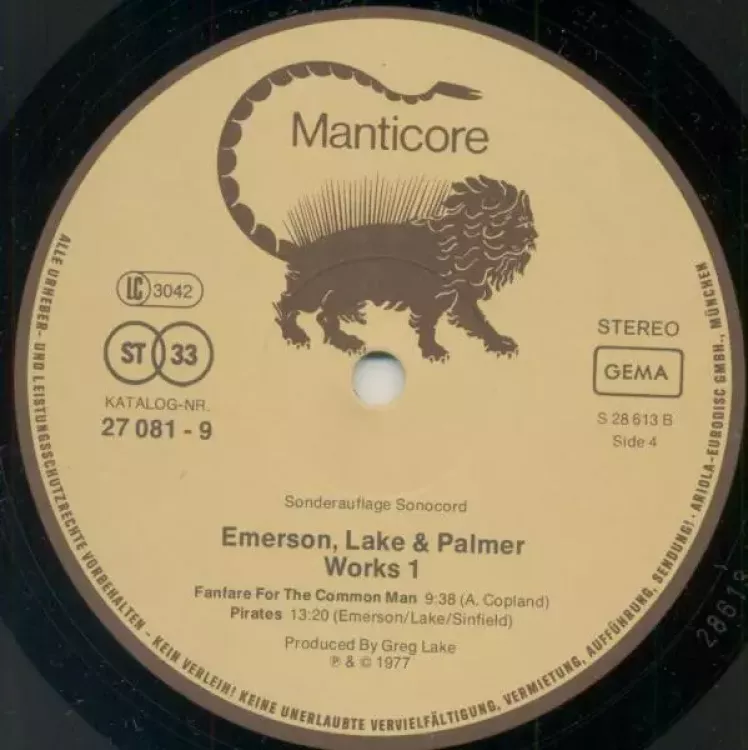 Manticore
LC 3042
ST 33
KATALOG-NR.
27 081 - 9
STEREO
GEMA
S 28 613 B
Side 4
Sonderauflage Sonocord
Emerson, Lake & Palmer
Works 1
Fanfare For The Common Man 9:38 (A. Copland)
Pirates 13:20 (Emerson/Lake/Sinfield)
Produced By Greg Lake
℗ & © 1977
ALLE URHEBER- UND LEISTUNGSSCHUTZRECHTE VORBEHALTEN - KEIN VERLEIH! KEINE UNERLAUBTE VERVIELFÄLTIGUNG, VERMIETUNG, AUFFÜHRUNG, SENDUNG! · ARIOLA-EURODISC GMBH., MÜNCHEN
28613